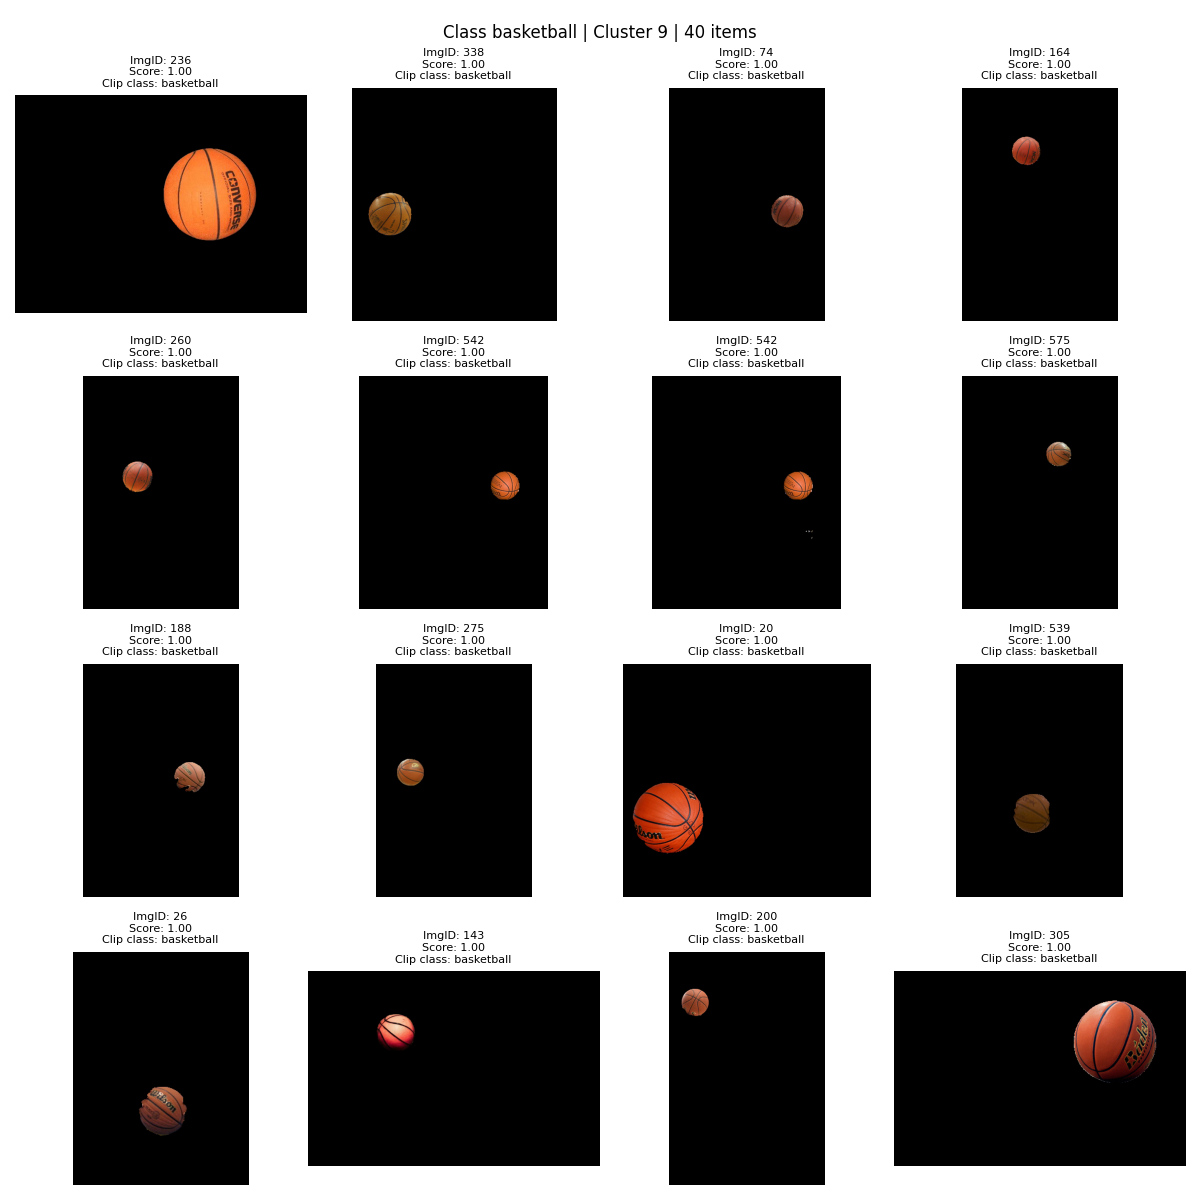 Class basketball | Cluster 9 | 40 items
ImgID: 236
Score: 1.00
Clip class: basketball
ImgID: 338
Score: 1.00
Clip class: basketball
ImgID: 74
Score: 1.00
Clip class: basketball
ImgID: 164
Score: 1.00
Clip class: basketball
CONVERSE
ImgID: 260
Score: 1.00
Clip class: basketball
ImgID: 542
Score: 1.00
Clip class: basketball
ImgID: 542
Score: 1.00
Clip class: basketball
ImgID: 575
Score: 1.00
Clip class: basketball
ImgID: 188
Score: 1.00
Clip class: basketball
ImgID: 275
Score: 1.00
Clip class: basketball
ImgID: 20
Score: 1.00
Clip class: basketball
ImgID: 539
Score: 1.00
Clip class: basketball
ImgID: 26
Score: 1.00
Clip class: basketball
ImgID: 143
Score: 1.00
Clip class: basketball
ImgID: 200
Score: 1.00
Clip class: basketball
ImgID: 305
Score: 1.00
Clip class: basketball